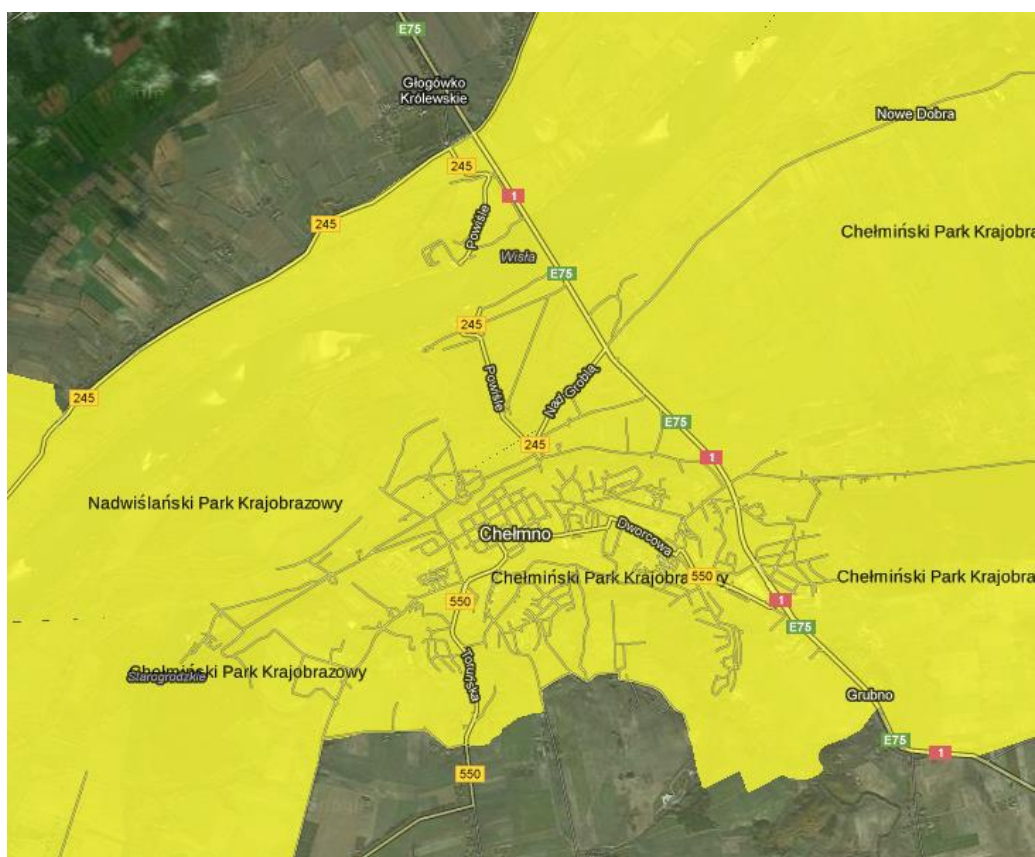 E75
Głogówko
Królewskie
Nowe Dobra
245
1
245
Powiśle
Chełmiński Park Krajobra
Wisła
E75
245
Powiśle
Nad Groblą
245
E75
245
1
Nadwiślański Park Krajobrazowy
Chełmno
Dworcowa
Chełmiński Park Krajobrazowy
550
Chełmiński Park Krajobra
550
1
E75
Toruńska
Chełmiński Park Krajobrazowy
Starogrodzkie
Grubno
E75
1
550